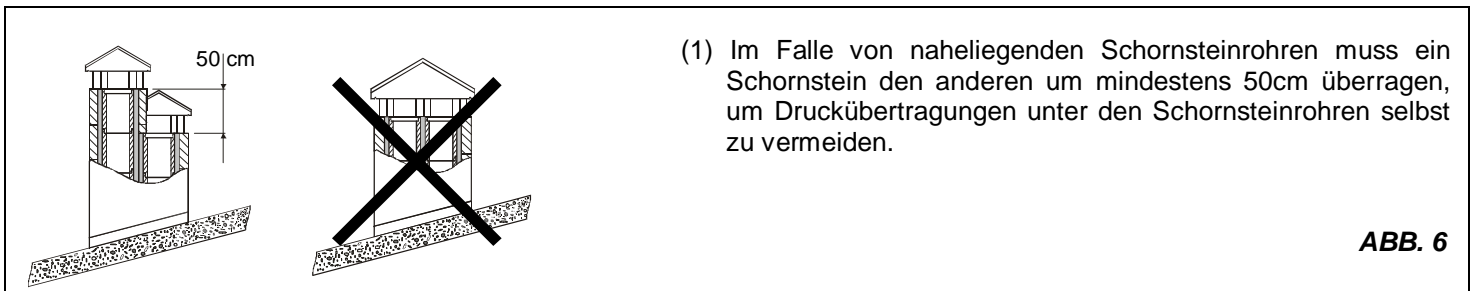 50 cm
(1) Im Falle von naheliegenden Schornsteinrohren muss ein
Schornstein den anderen um mindestens 50cm überragen,
um Druckübertragungen unter den Schornsteinrohren selbst
zu vermeiden.
ABB. 6